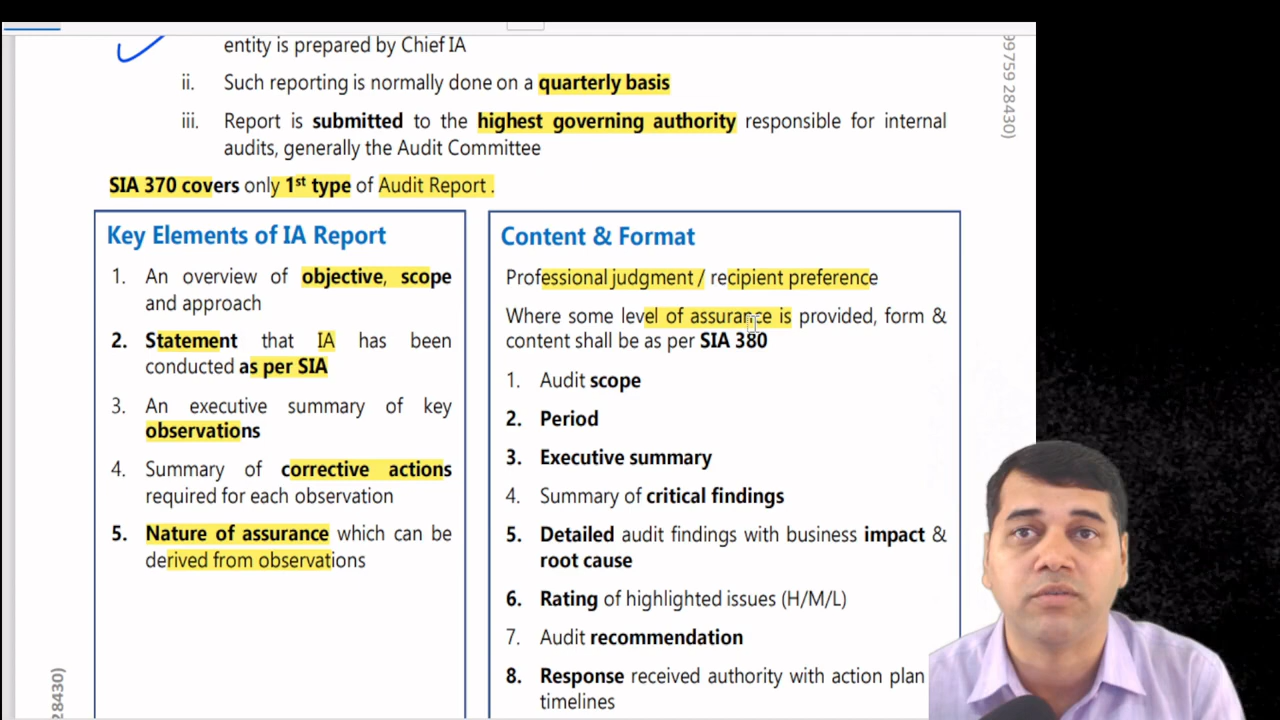 entity is prepared by Chief IA
ii. Such reporting is normally done on a quarterly basis
iii. Report is submitted to the highest governing authority responsible for internal
audits, generally the Audit Committee
SIA 370 covers only 1st type of Audit Report .
Key Elements of IA Report
1. An overview of objective, scope
and approach
2. Statement that IA has been
conducted as per SIA
3. An executive summary of key
observations
4. Summary of corrective actions
required for each observation
5. Nature of assurance which can be
derived from observations
Content & Format
Professional judgment / recipient preference
Where some level of assurance is provided, form &
content shall be as per SIA 380
1. Audit scope
2. Period
3. Executive summary
4. Summary of critical findings
5. Detailed audit findings with business impact &
root cause
6. Rating of highlighted issues (H/M/L)
7. Audit recommendation
8. Response received authority with action plan
timelines
99759 28430)
28430)